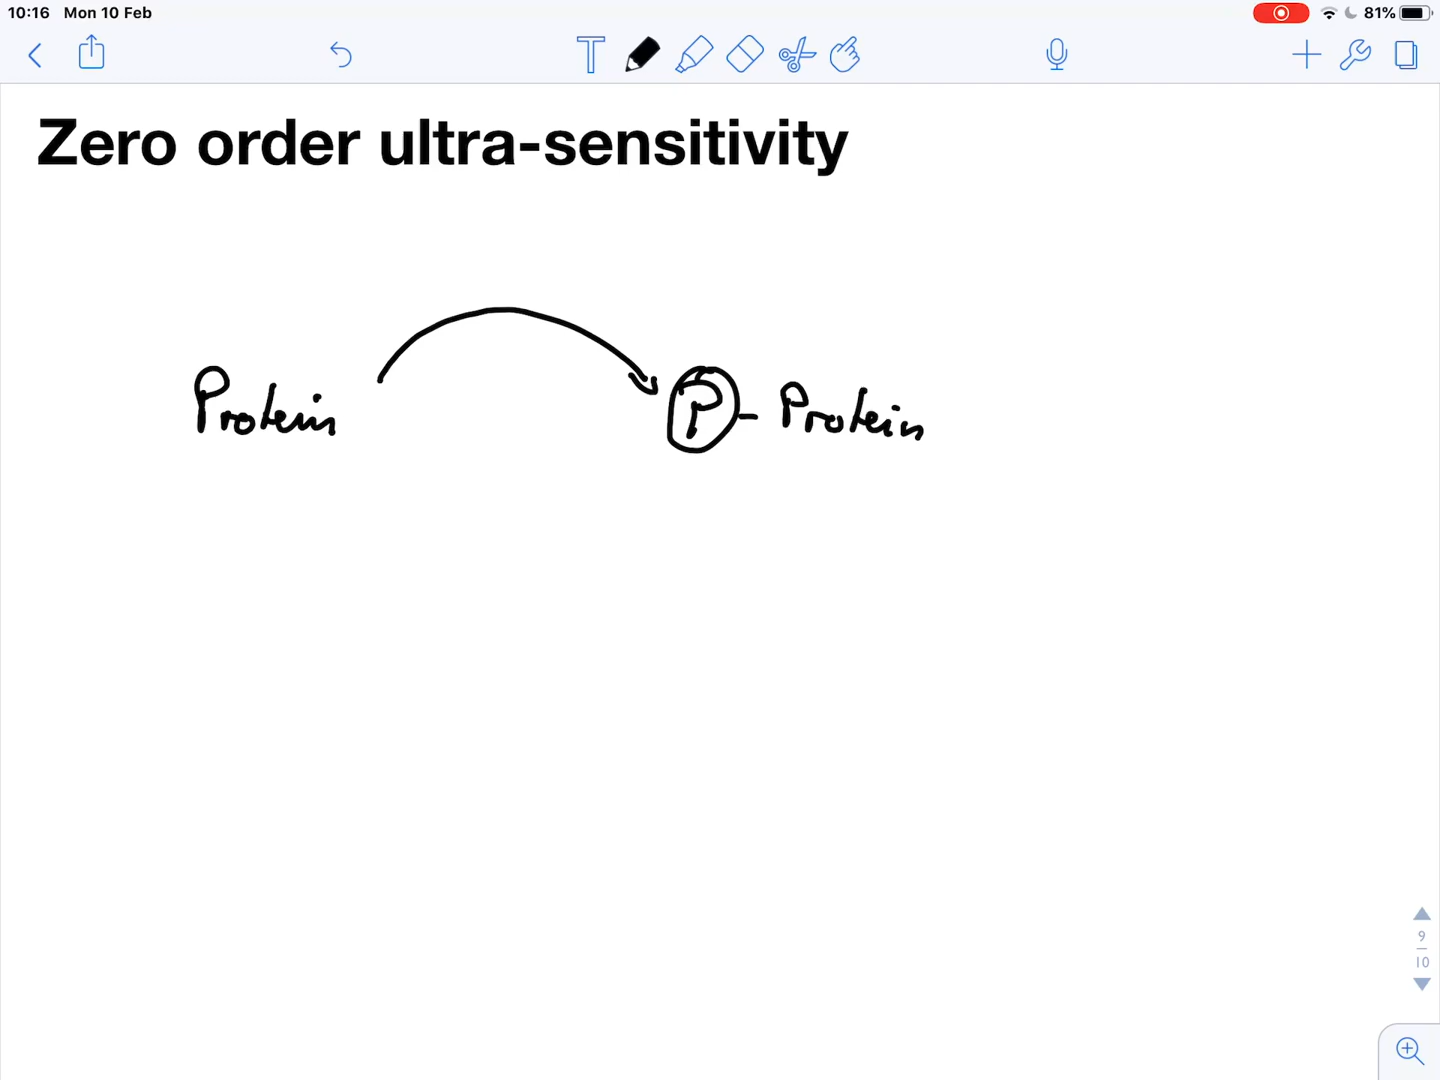 10:16 Mon 10 Feb 81%
T
Zero order ultra-sensitivity
Protein P - Protein
9
10